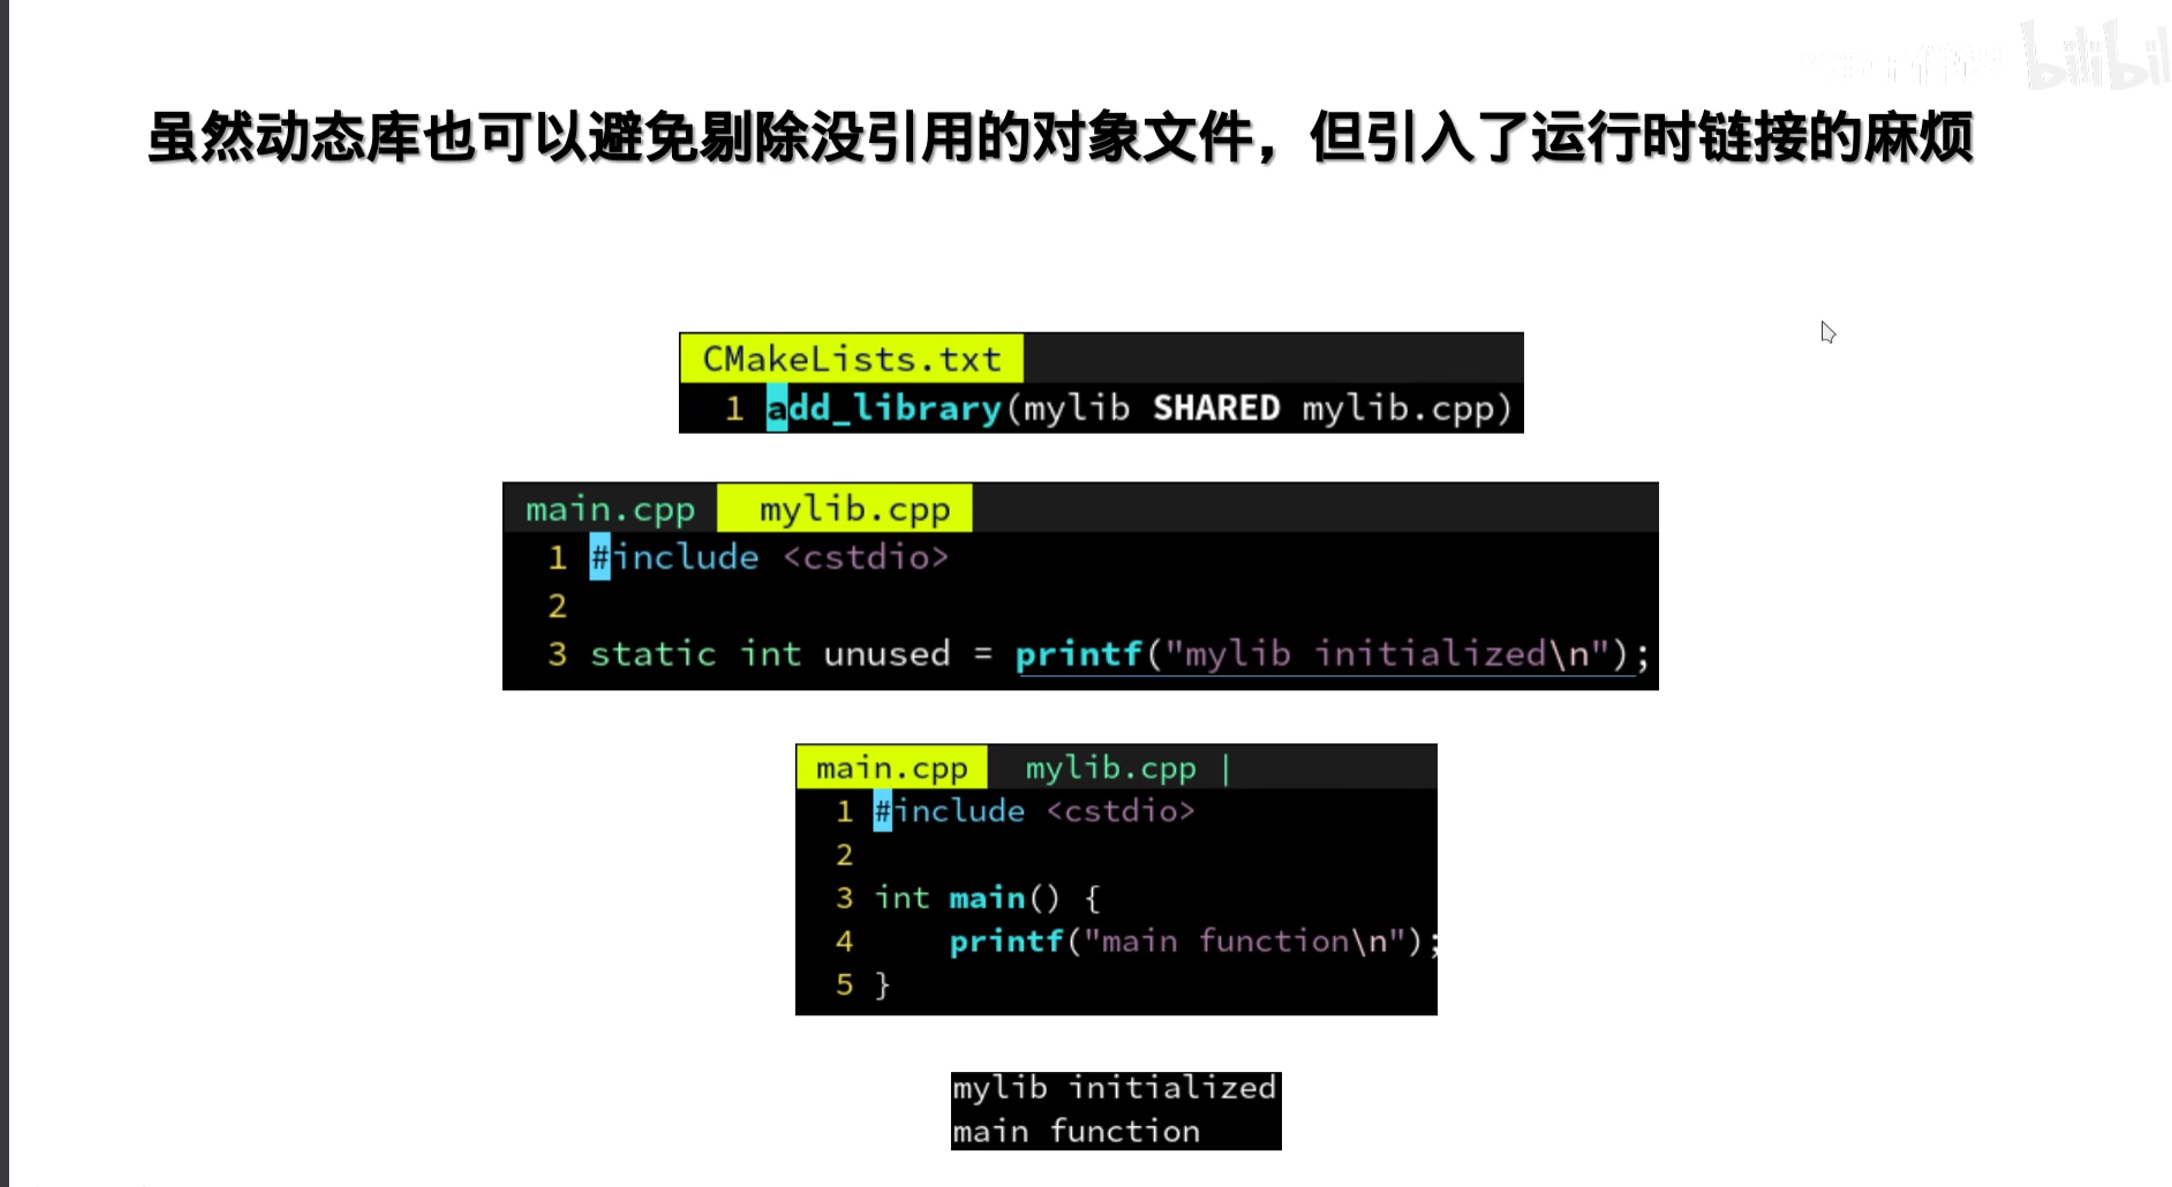 虽然动态库也可以避免剔除没引用的对象文件，但引入了运行时链接的麻烦
CMakeLists.txt
1 add_library(mylib SHARED mylib.cpp)
main.cpp mylib.cpp
1 #include <cstdio>
2
3 static int unused = printf("mylib initialized\n");
main.cpp mylib.cpp |
1 #include <cstdio>
2
3 int main() {
4 printf("main function\n");
5 }
mylib initialized
main function